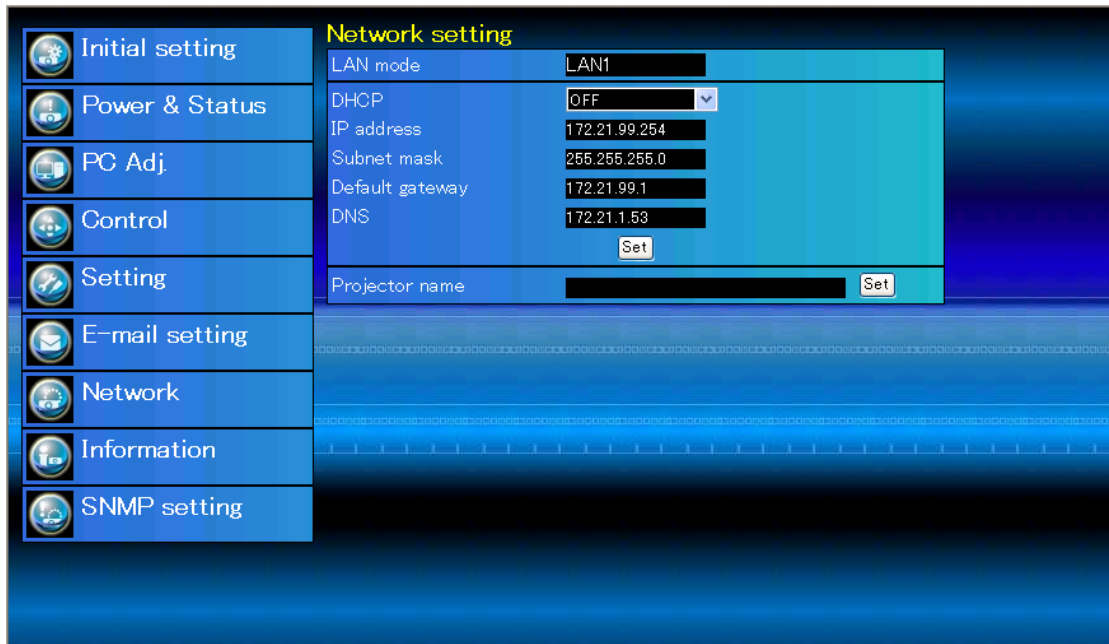 Initial setting
Power & Status
PC Adj.
Control
Setting
E-mail setting
Network
Information
SNMP setting
Network setting
LAN mode LAN1
DHCP OFF
IP address 172.21.99.254
Subnet mask 255.255.255.0
Default gateway 172.21.99.1
DNS 172.21.1.53
Set
Projector name Set